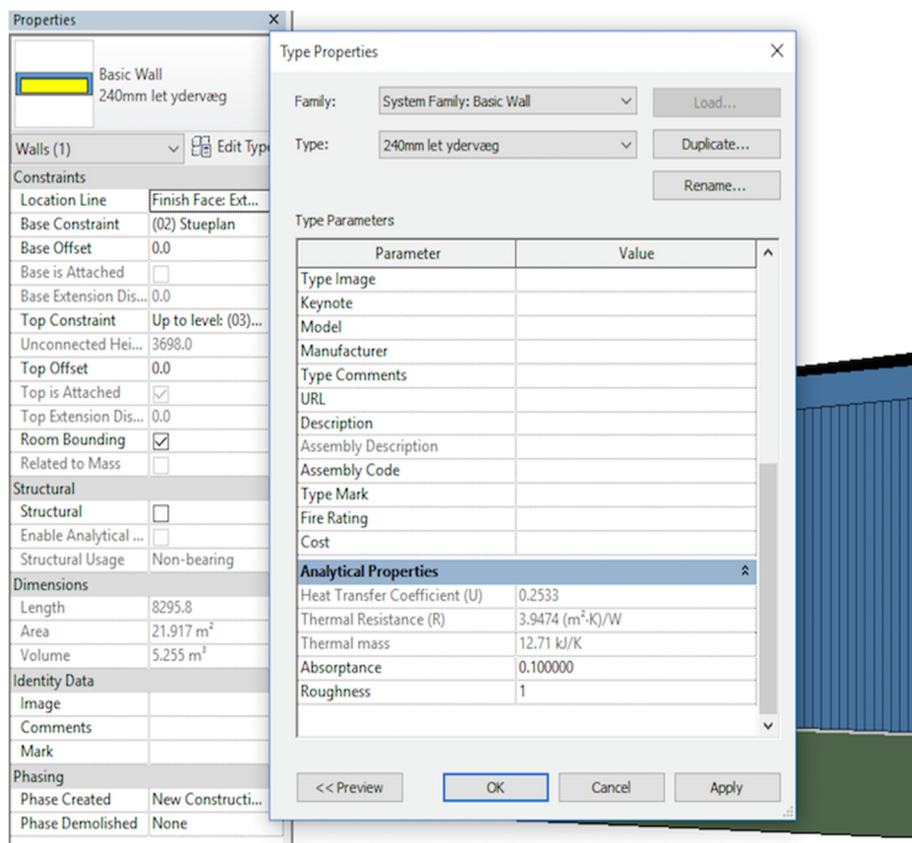 Properties
Basic Wall
240mm let ydervæg
Walls (1)
Edit Type
Constraints
Location Line Finish Face: Ext...
Base Constraint (02) Stueplan
Base Offset 0.0
Base is Attached
Base Extension Dis... 0.0
Top Constraint Up to level: (03)...
Unconnected Hei... 3698.0
Top Offset 0.0
Top is Attached
Top Extension Dis... 0.0
Room Bounding
Related to Mass
Structural
Structural
Enable Analytical ...
Structural Usage Non-bearing
Dimensions
Length 8295.8
Area 21.917 m²
Volume 5.255 m³
Identity Data
Image
Comments
Mark
Phasing
Phase Created New Constructi...
Phase Demolished None
Type Properties
Family: System Family: Basic Wall Load...
Type: 240mm let ydervæg Duplicate...
Rename...
Type Parameters
Parameter Value
Type Image
Keynote
Model
Manufacturer
Type Comments
URL
Description
Assembly Description
Assembly Code
Type Mark
Fire Rating
Cost
Analytical Properties
Heat Transfer Coefficient (U) 0.2533
Thermal Resistance (R) 3.9474 (m²·K)/W
Thermal mass 12.71 kJ/K
Absorptance 0.100000
Roughness 1
<< Preview OK Cancel Apply